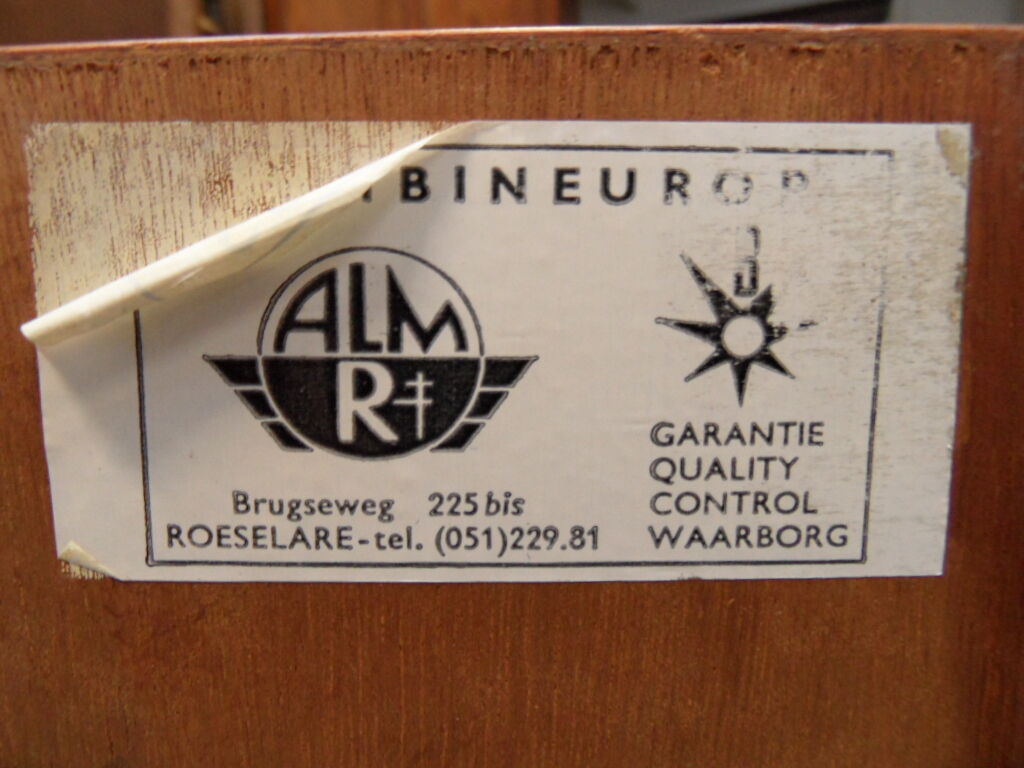 BINEUROP
ALM
R
Brugseweg 225 bis
ROESELARE-tel. (051)229.81
GARANTIE
QUALITY
CONTROL
WAARBORG